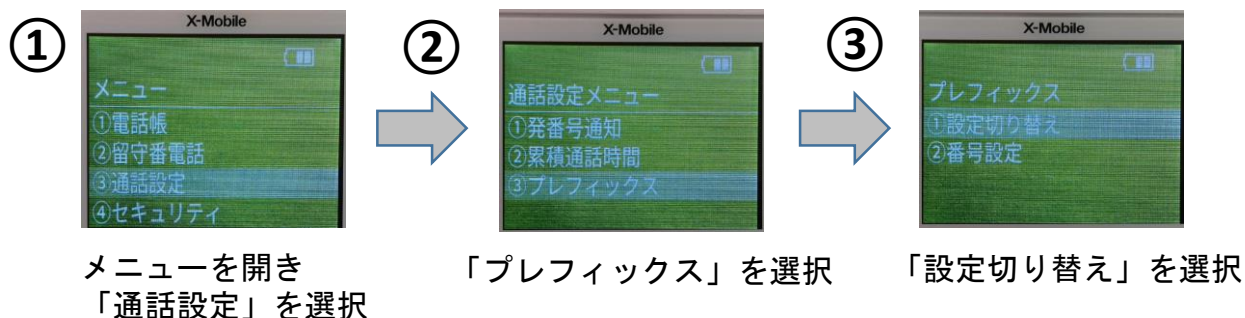 ①
X-Mobile
メニュー
①電話帳
②留守番電話
③通話設定
④セキュリティ
メニューを開き
「通話設定」を選択
②
X-Mobile
通話設定メニュー
①発番号通知
②累積通話時間
③プレフィックス
「プレフィックス」を選択
③
X-Mobile
プレフィックス
①設定切り替え
②番号設定
「設定切り替え」を選択